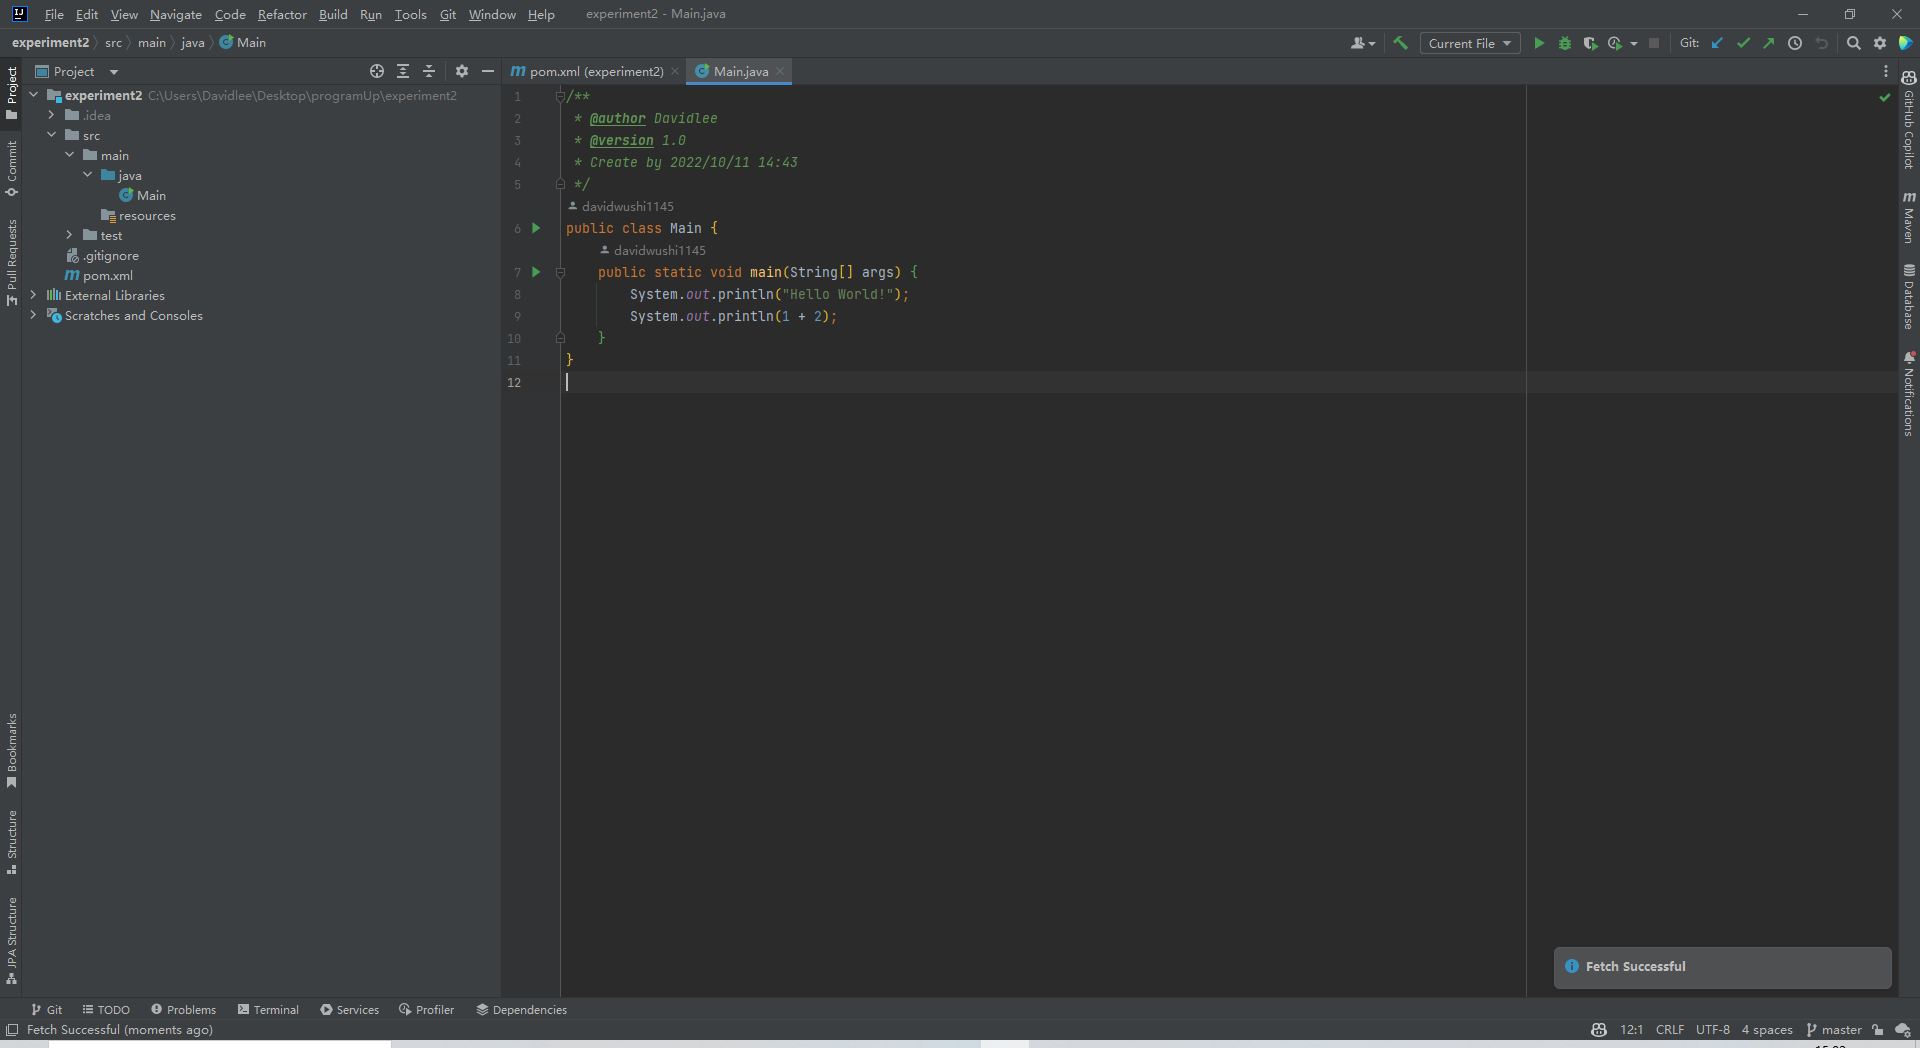 File Edit View Navigate Code Refactor Build Run Tools Git Window Help experiment2 - Main.java
experiment2 src main java Main
Current File Git:
Project
pom.xml (experiment2) Main.java
experiment2 C:\Users\Davidlee\Desktop\programUp\experiment2
.idea
src
main
java
Main
resources
test
.gitignore
pom.xml
External Libraries
Scratches and Consoles
1 /**
2 * @author Davidlee
3 * @version 1.0
4 * Create by 2022/10/11 14:43
5 */
davidwushi1145
6 public class Main {
davidwushi1145
7 public static void main(String[] args) {
8 System.out.println("Hello World!");
9 System.out.println(1 + 2);
10 }
11 }
12
Project
Commit
Pull Requests
Bookmarks
Structure
JPA Structure
GitHub Copilot
Maven
Database
Notifications
Fetch Successful
Git TODO Problems Terminal Services Profiler Dependencies
Fetch Successful (moments ago) 12:1 CRLF UTF-8 4 spaces master